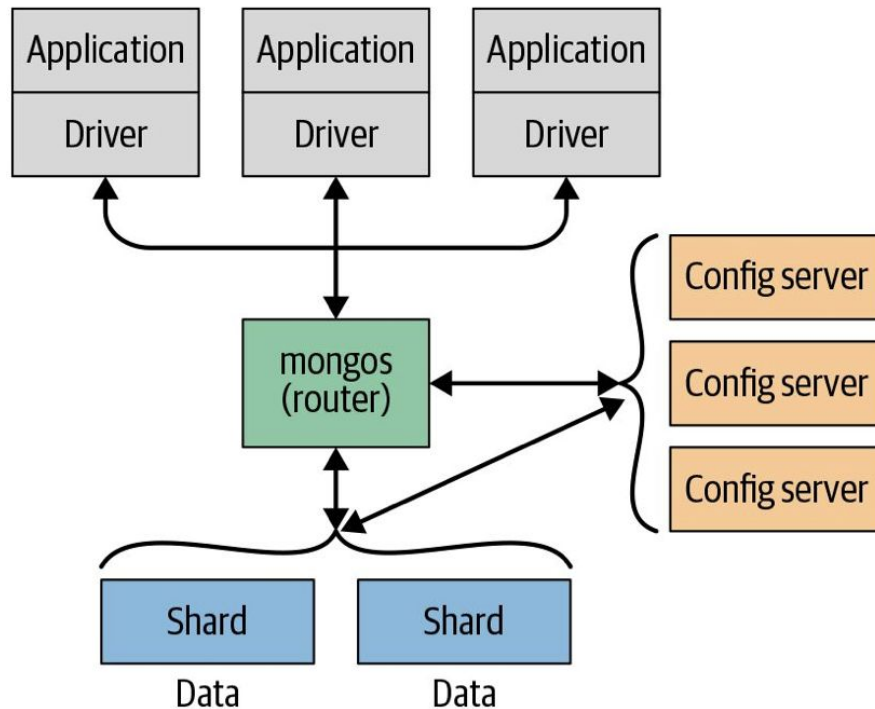 Application
Driver
Application
Driver
Application
Driver
mongos
(router)
Config server
Config server
Config server
Shard
Data
Shard
Data